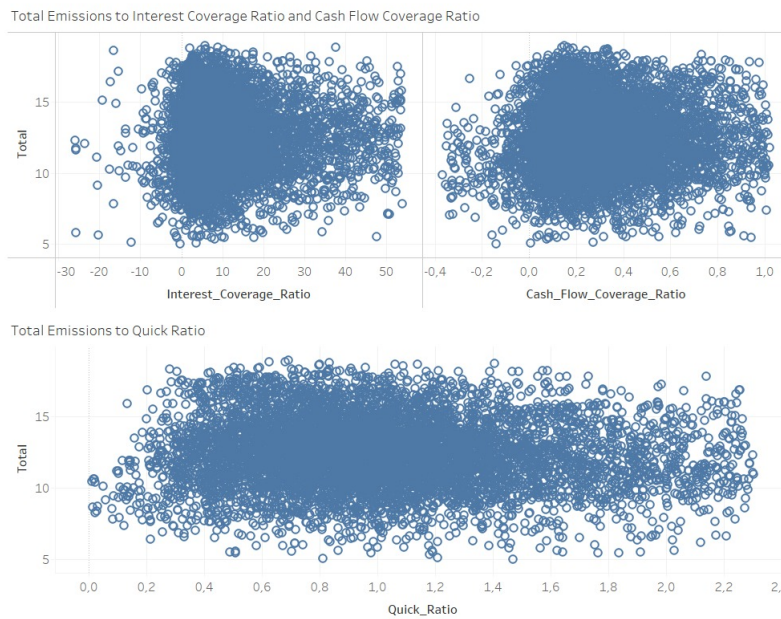 Total Emissions to Interest Coverage Ratio and Cash Flow Coverage Ratio
Total
15
10
5
-30 -20 -10 0 10 20 30 40 50 -0,4 -0,2 0,0 0,2 0,4 0,6 0,8 1,0
Interest_Coverage_Ratio Cash_Flow_Coverage_Ratio
Total Emissions to Quick Ratio
Total
15
10
5
0,0 0,2 0,4 0,6 0,8 1,0 1,2 1,4 1,6 1,8 2,0 2,2 2,
Quick_Ratio